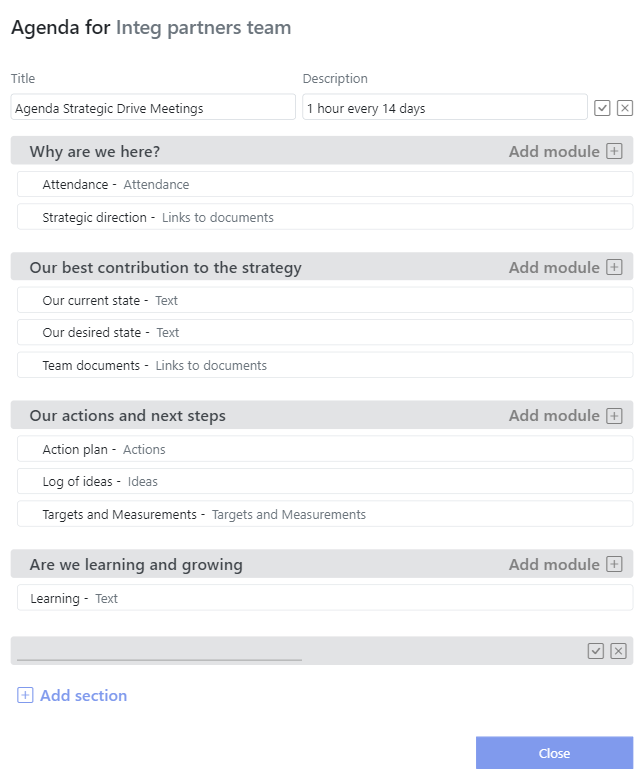 Agenda for Integ partners team
Title Description
Agenda Strategic Drive Meetings 1 hour every 14 days
Why are we here? Add module
Attendance - Attendance
Strategic direction - Links to documents
Our best contribution to the strategy Add module
Our current state - Text
Our desired state - Text
Team documents - Links to documents
Our actions and next steps Add module
Action plan - Actions
Log of ideas - Ideas
Targets and Measurements - Targets and Measurements
Are we learning and growing Add module
Learning - Text
Add section
Close